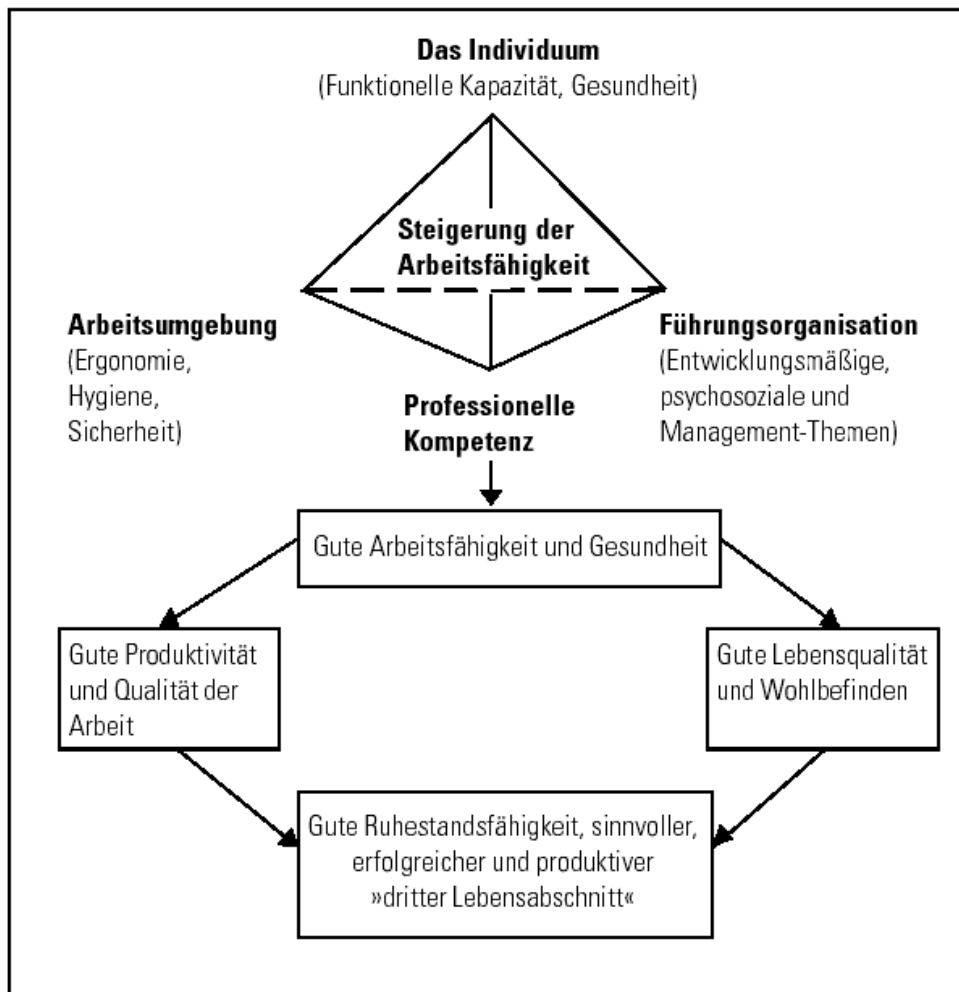 Das Individuum
(Funktionelle Kapazität, Gesundheit)
Steigerung der
Arbeitsfähigkeit
Arbeitsumgebung
(Ergonomie,
Hygiene,
Sicherheit)
Führungsorganisation
(Entwicklungsmäßige,
psychosoziale und
Management-Themen)
Professionelle
Kompetenz
Gute Arbeitsfähigkeit und Gesundheit
Gute Produktivität
und Qualität der
Arbeit
Gute Lebensqualität
und Wohlbefinden
Gute Ruhestandsfähigkeit, sinnvoller,
erfolgreicher und produktiver
»dritter Lebensabschnitt«